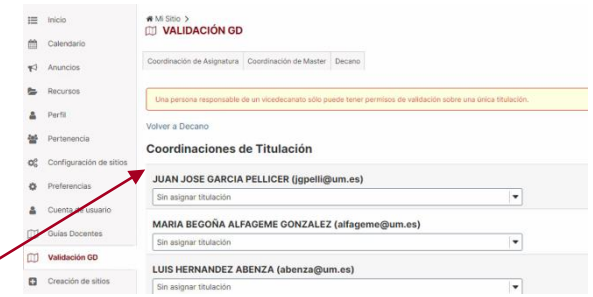 Inicio
Calendario
Anuncios
Recursos
Perfil
Pertenencia
Configuración de sitios
Preferencias
Cuenta de usuario
Guías Docentes
Validación GD
Creación de sitios
Mi Sitio >
VALIDACIÓN GD
Coordinación de Asignatura Coordinación de Master Decano
Una persona responsable de un vicedecanato sólo puede tener permisos de validación sobre una única titulación.
Volver a Decano
Coordinaciones de Titulación
JUAN JOSE GARCIA PELLICER (jgpelli@um.es)
Sin asignar titulación
MARIA BEGOÑA ALFAGEME GONZALEZ (alfageme@um.es)
Sin asignar titulación
LUIS HERNANDEZ ABENZA (abenza@um.es)
Sin asignar titulación